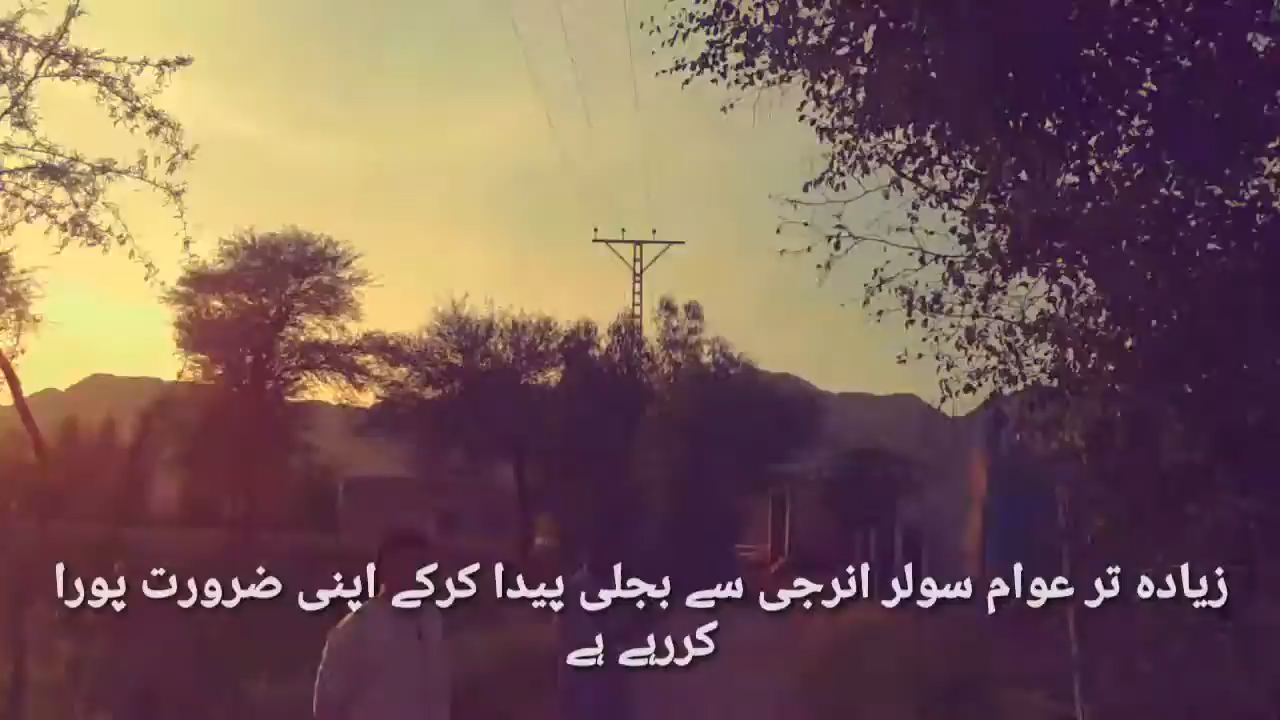 زیادہ تر عوام سولر انرجی سے بجلی پیدا کرکے اپنی ضرورت پورا
کررہے ہے